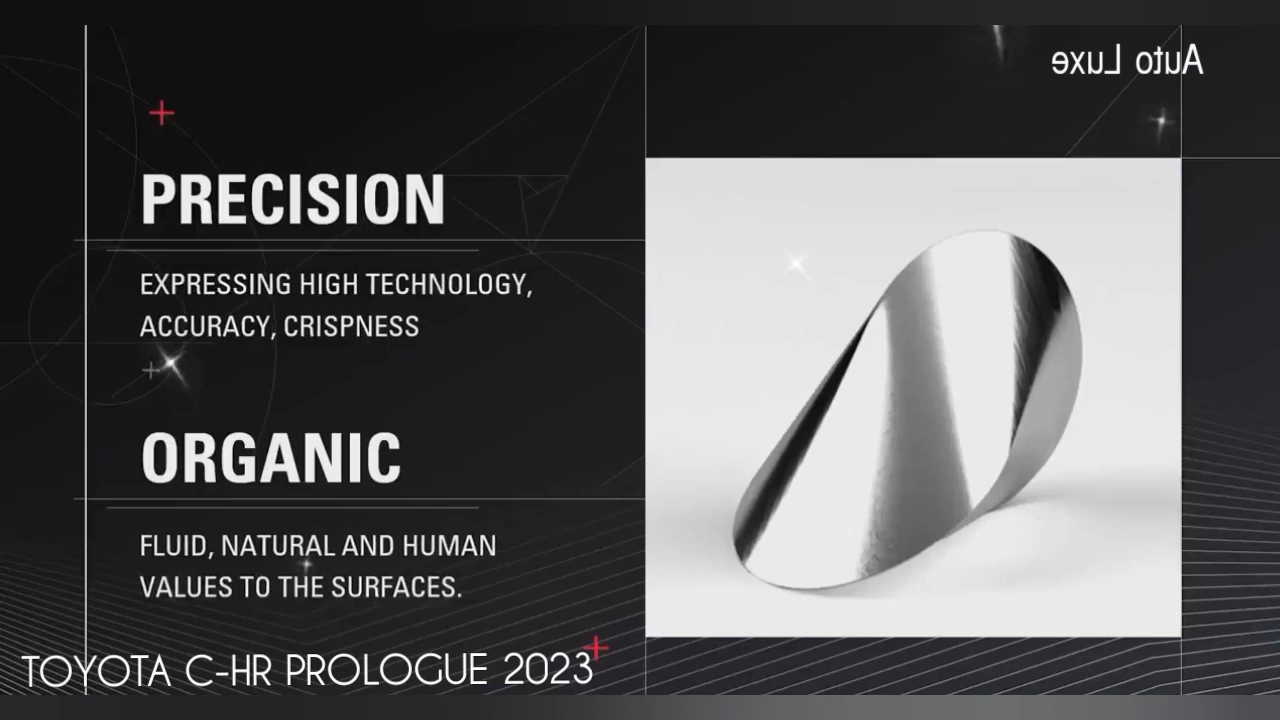 Auto Luxe
PRECISION
EXPRESSING HIGH TECHNOLOGY,
ACCURACY, CRISPNESS
ORGANIC
FLUID, NATURAL AND HUMAN
VALUES TO THE SURFACES.
TOYOTA C-HR PROLOGUE 2023